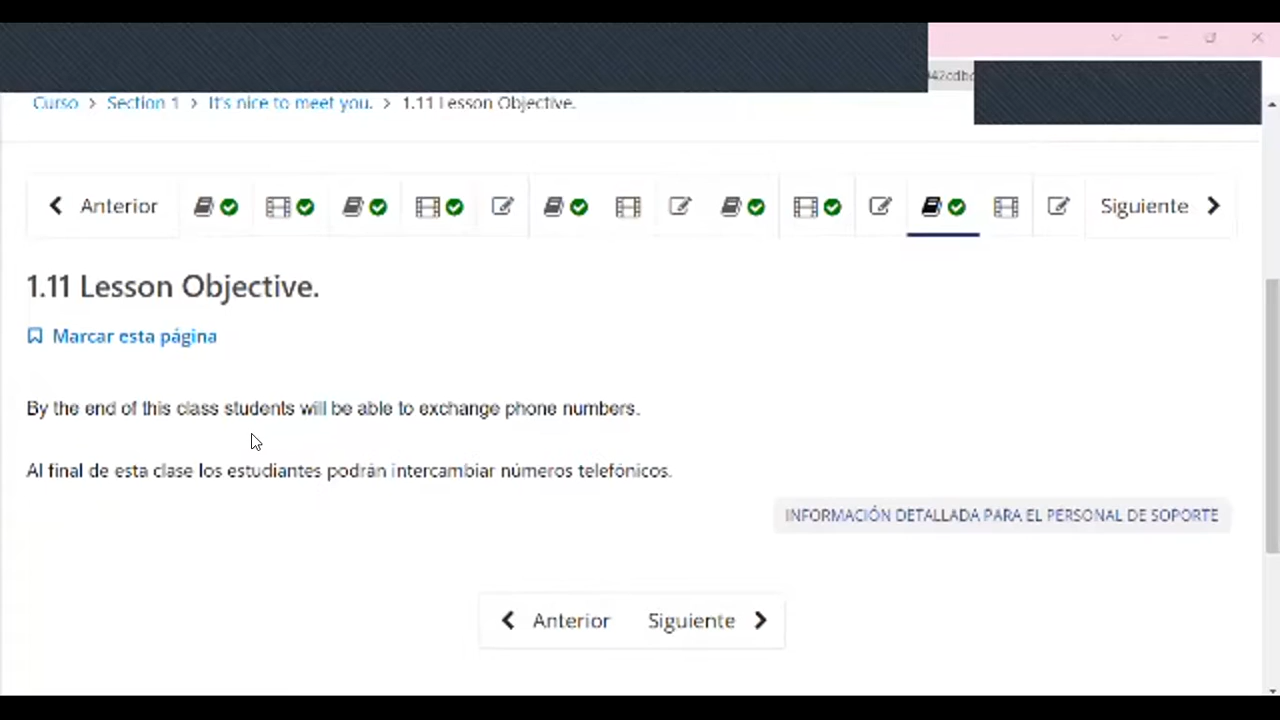 Curso > Section 1 > It's nice to meet you. > 1.11 Lesson Objective.
Anterior
Siguiente
1.11 Lesson Objective.
Marcar esta página
By the end of this class students will be able to exchange phone numbers.
Al final de esta clase los estudiantes podrán intercambiar números telefónicos.
INFORMACIÓN DETALLADA PARA EL PERSONAL DE SOPORTE
Anterior Siguiente